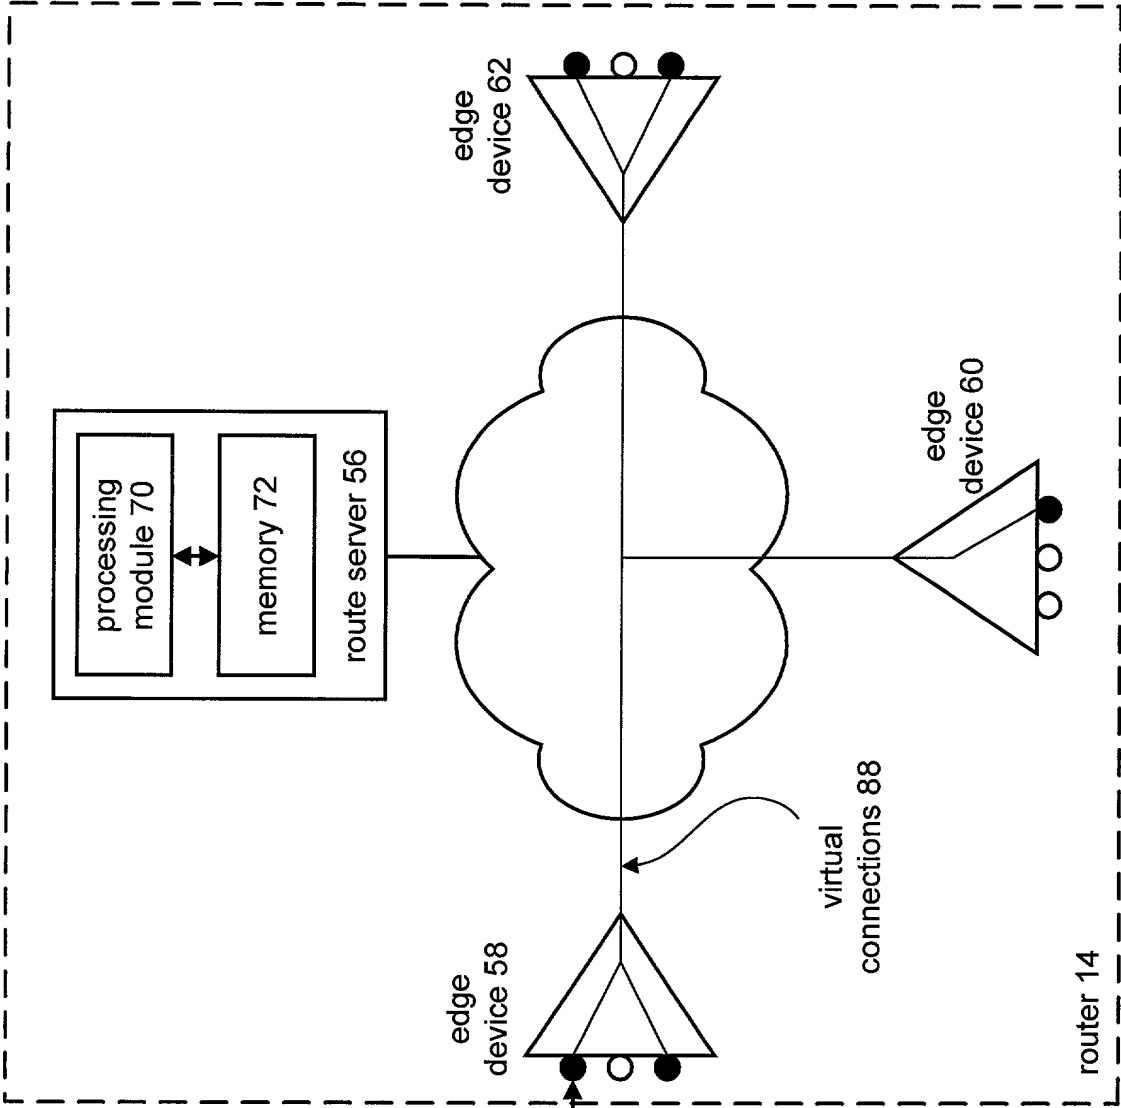 processing
module 70
memory 72
route server 56
edge
device 62
edge
device 60
virtual
connections 88
edge
device 58
router 14